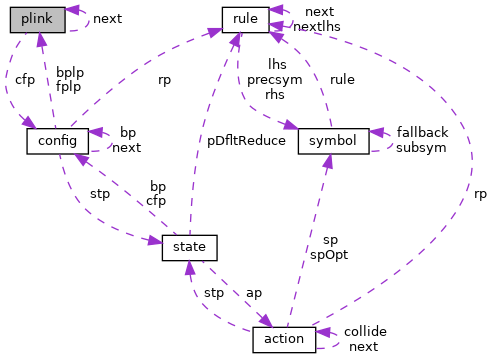 plink
next
rule
next
nextlhs
cfp
bplp
fplp
rp
lhs
precsym
rhs
rule
config
bp
next
pDfltReduce
symbol
fallback
subsym
stp
bp
cfp
rp
state
sp
spOpt
stp
ap
action
collide
next